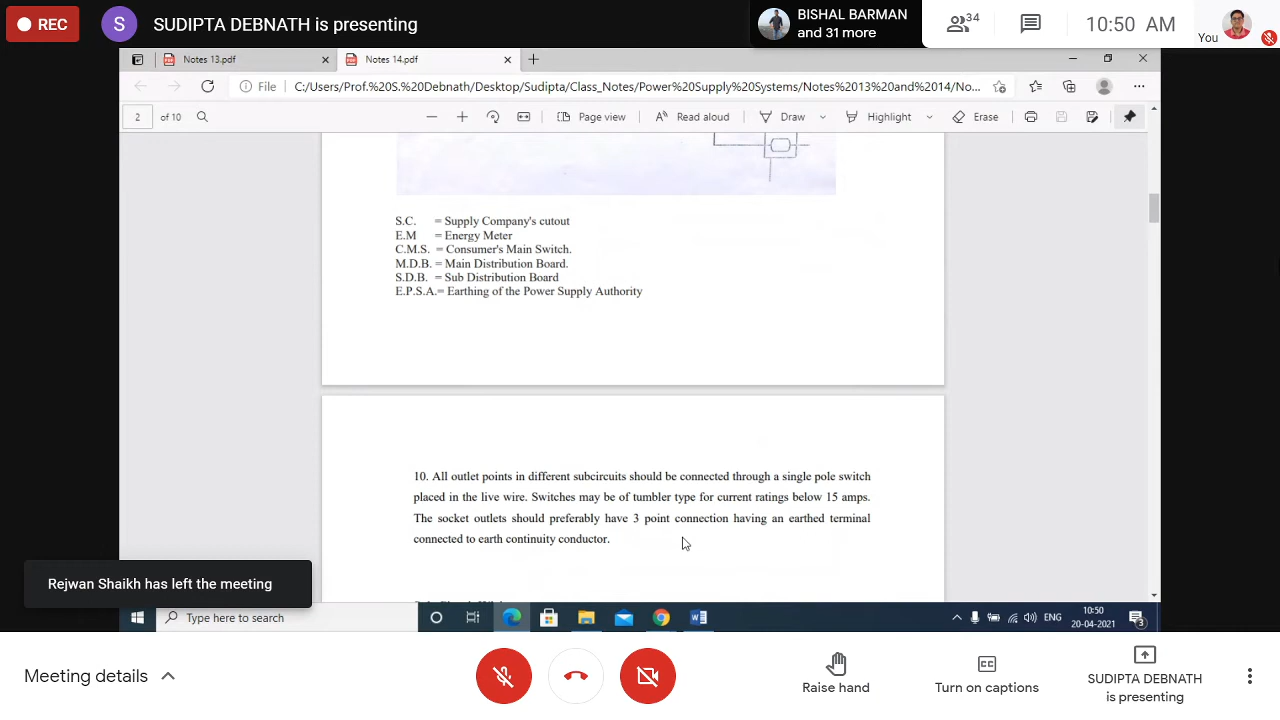 REC
S
SUDIPTA DEBNATH is presenting
BISHAL BARMAN
and 31 more
34
10:50 AM
You
Notes 13.pdf
Notes 14.pdf
File
C:/Users/Prof.%20S.%20Debnath/Desktop/Sudipta/Class_Notes/Power%20Supply%20Systems/Notes%2013%20and%2014/No...
2 of 10
Page view
Read aloud
Draw
Highlight
Erase
S.C. = Supply Company's cutout
E.M = Energy Meter
C.M.S. = Consumer's Main Switch.
M.D.B. = Main Distribution Board.
S.D.B. = Sub Distribution Board
E.P.S.A.= Earthing of the Power Supply Authority
10. All outlet points in different subcircuits should be connected through a single pole switch
placed in the live wire. Switches may be of tumbler type for current ratings below 15 amps.
The socket outlets should preferably have 3 point connection having an earthed terminal
connected to earth continuity conductor.
Rejwan Shaikh has left the meeting
Type here to search
ENG
10:50
20-04-2021
3
Meeting details
Raise hand
CC
Turn on captions
SUDIPTA DEBNATH
is presenting